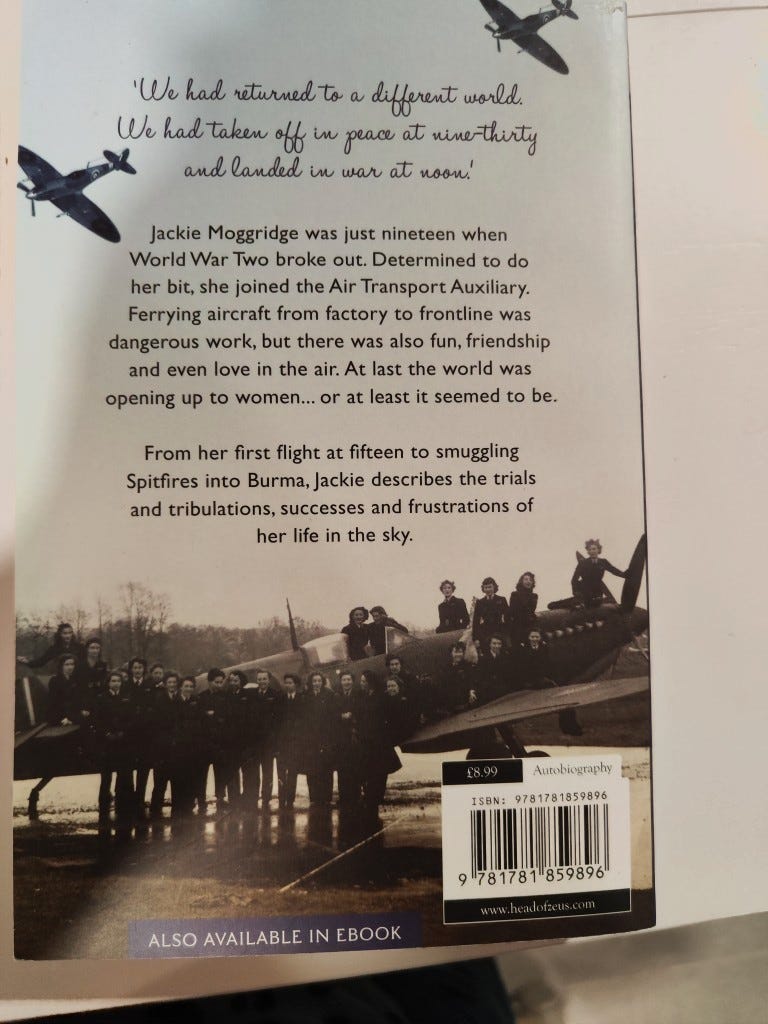 'We had returned to a different world.
We had taken off in peace at nine-thirty
and landed in war at noon.'
Jackie Moggridge was just nineteen when
World War Two broke out. Determined to do
her bit, she joined the Air Transport Auxiliary.
Ferrying aircraft from factory to frontline was
dangerous work, but there was also fun, friendship
and even love in the air. At last the world was
opening up to women... or at least it seemed to be.
From her first flight at fifteen to smuggling
Spitfires into Burma, Jackie describes the trials
and tribulations, successes and frustrations of
her life in the sky.
£8.99 Autobiography
ISBN: 9781781859896
9 781781 859896
www.headofzeus.com
ALSO AVAILABLE IN EBOOK